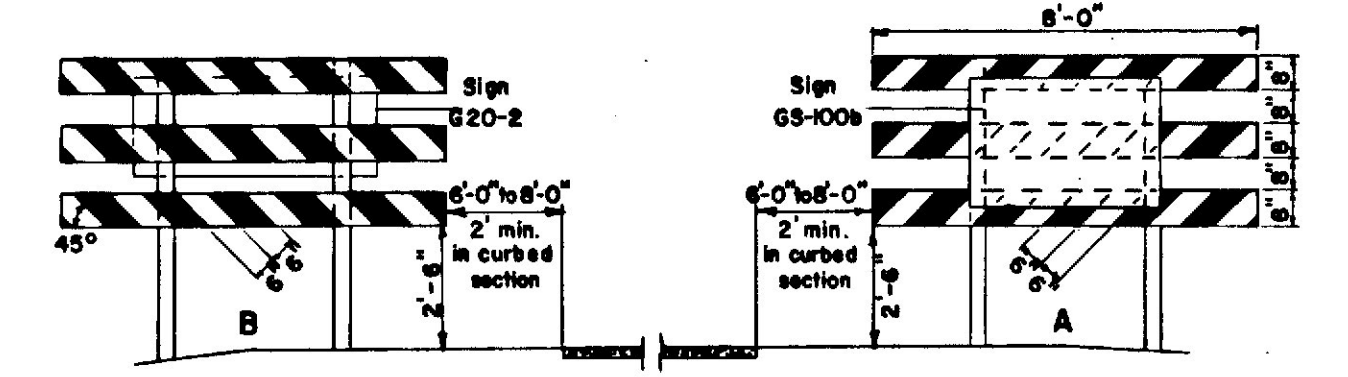 8'-0"
Sign
G20-2
Sign
GS-100b
8"
8"
8"
8"
8"
6'-0" to 8'-0"
2' min.
in curbed
section
6'-0" to 8'-0"
2' min.
in curbed
section
45°
6"
6"
2'-6"
2'-6"
6"
6"
B
A